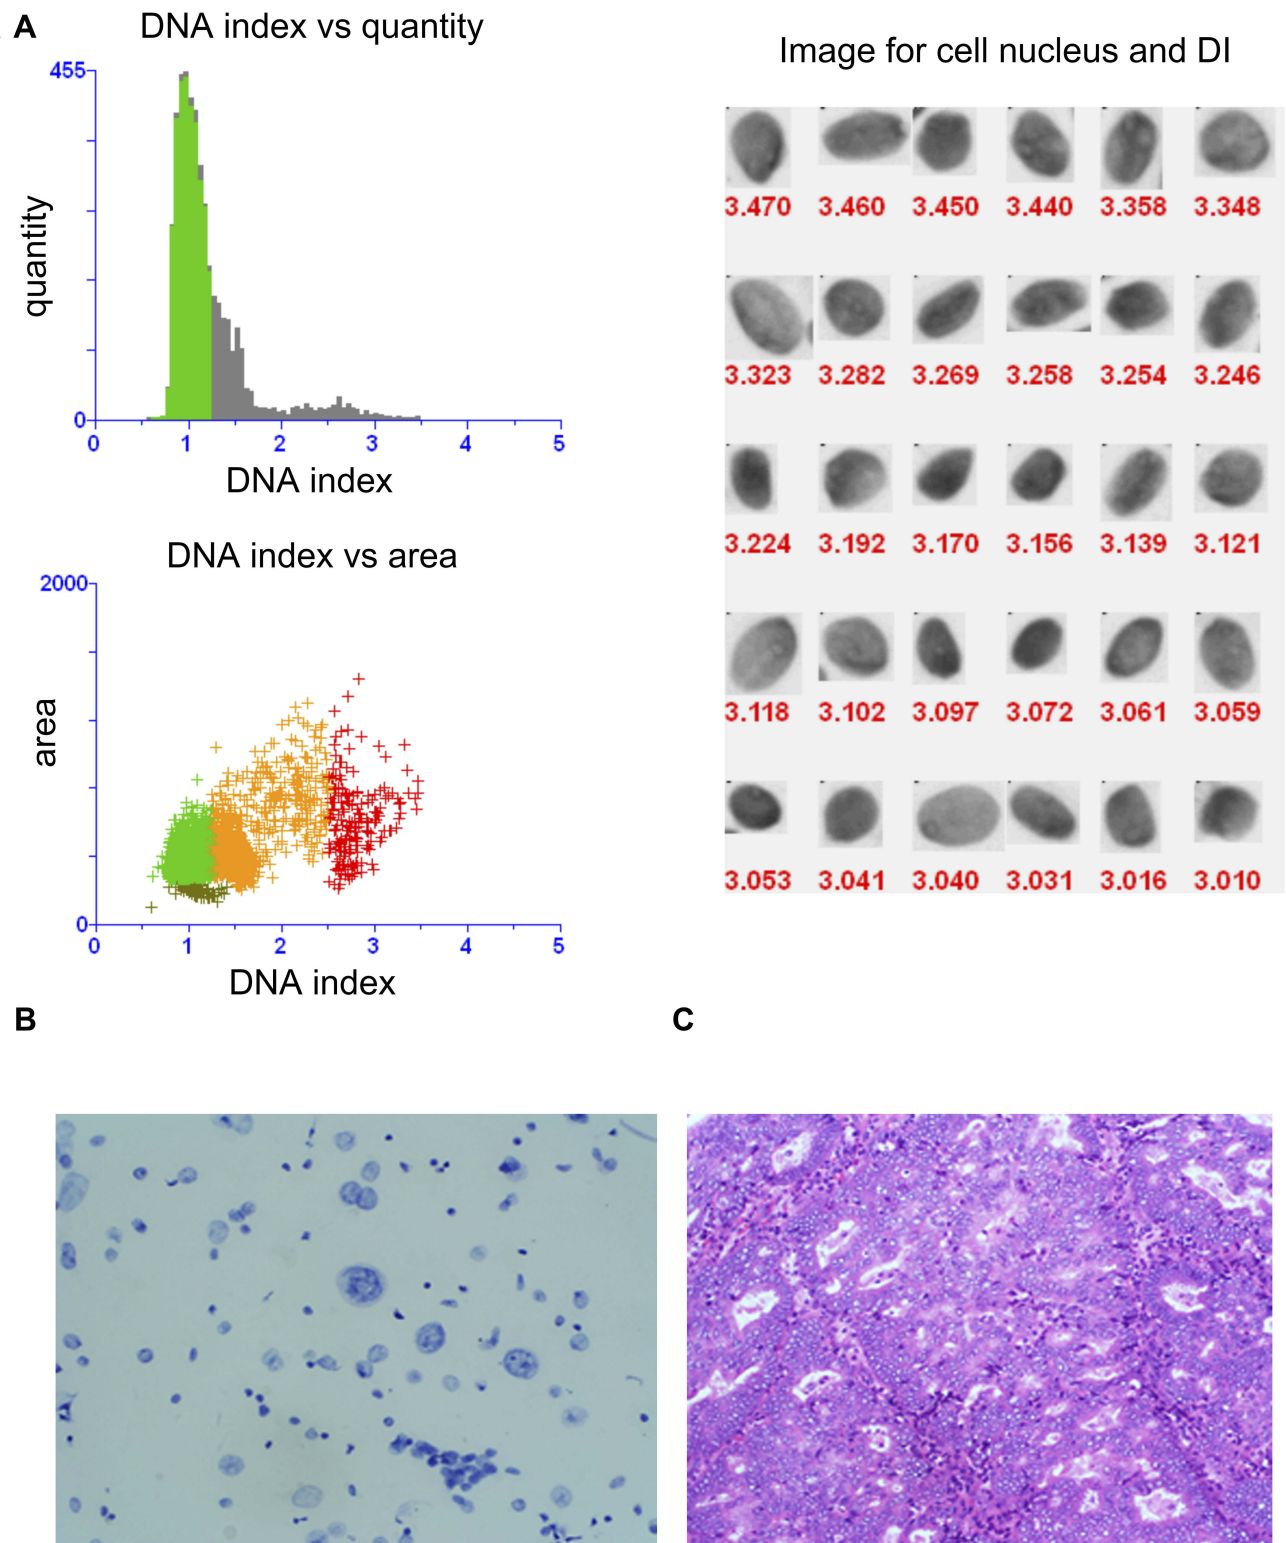 A
DNA index vs quantity
455
quantity
0
0 1 2 3 4 5
DNA index
DNA index vs area
2000
area
0
0 1 2 3 4 5
DNA index
Image for cell nucleus and DI
3.470 3.460 3.450 3.440 3.358 3.348
3.323 3.282 3.269 3.258 3.254 3.246
3.224 3.192 3.170 3.156 3.139 3.121
3.118 3.102 3.097 3.072 3.061 3.059
3.053 3.041 3.040 3.031 3.016 3.010
B
C